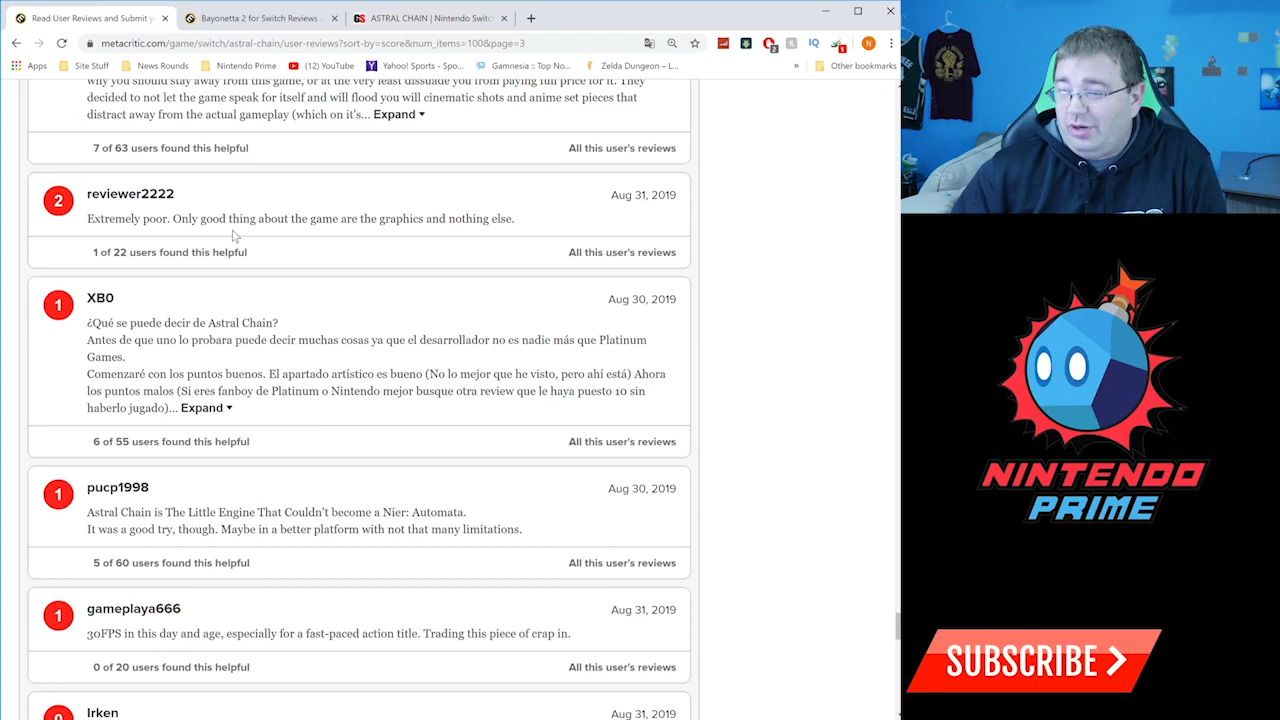 Read User Reviews and Submit y
Bayonetta 2 for Switch Reviews -
ASTRAL CHAIN | Nintendo Switc
metacritic.com/game/switch/astral-chain/user-reviews?sort-by=score&num_items=100&page=3
Apps
Site Stuff
News Rounds
Nintendo Prime
(12) YouTube
Yahoo! Sports - Spo...
Gamnesia :: Top No...
Zelda Dungeon – L...
»
Other bookmarks
why you should stay away from this game, or at the very least dissuade you from paying full price for it. They
decided to not let the game speak for itself and will flood you will cinematic shots and anime set pieces that
distract away from the actual gameplay (which on it's... Expand
7 of 63 users found this helpful
All this user's reviews
2
reviewer2222
Aug 31, 2019
Extremely poor. Only good thing about the game are the graphics and nothing else.
1 of 22 users found this helpful
All this user's reviews
1
XB0
Aug 30, 2019
¿Qué se puede decir de Astral Chain?
Antes de que uno lo probara puede decir muchas cosas ya que el desarrollador no es nadie más que Platinum
Games.
Comenzaré con los puntos buenos. El apartado artistico es bueno (No lo mejor que he visto, pero ahí está) Ahora
los puntos malos (Si eres fanboy de Platinum o Nintendo mejor busque otra review que le haya puesto 10 sin
haberlo jugado)... Expand
6 of 55 users found this helpful
All this user's reviews
1
pucp1998
Aug 30, 2019
Astral Chain is The Little Engine That Couldn't become a Nier: Automata.
It was a good try, though. Maybe in a better platform with not that many limitations.
5 of 60 users found this helpful
All this user's reviews
1
gameplaya666
Aug 31, 2019
30FPS in this day and age, especially for a fast-paced action title. Trading this piece of crap in.
0 of 20 users found this helpful
All this user's reviews
0
Irken
Aug 31, 2019
NINTENDO
PRIME
SUBSCRIBE